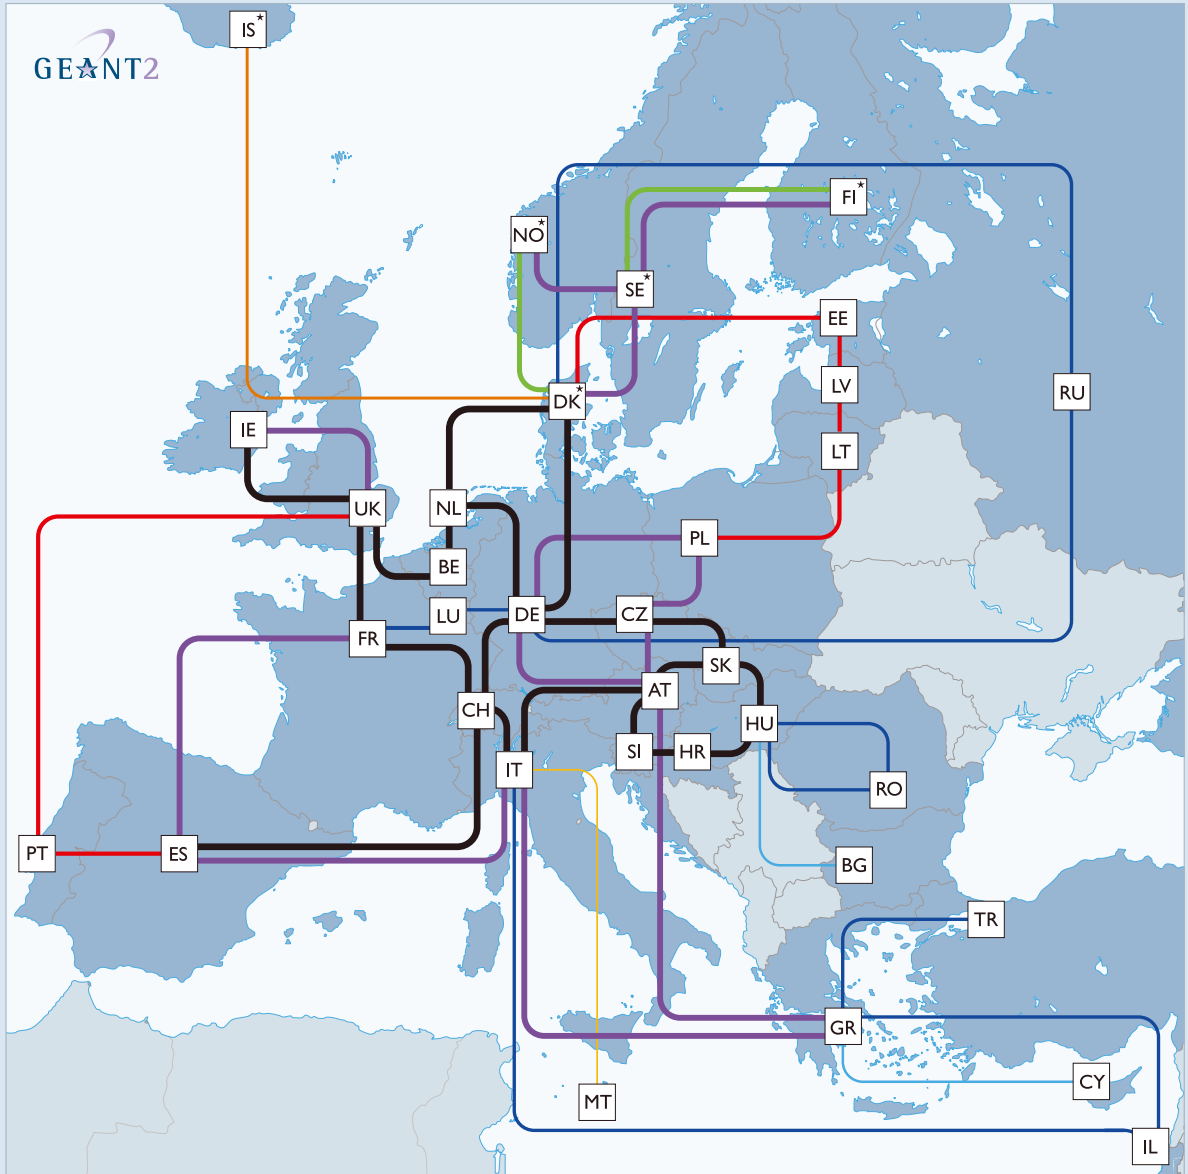 IS*
GEANT2
FI*
NO*
SE*
EE
LV
RU
DK*
IE
LT
UK
NL
PL
BE
LU
DE
CZ
FR
SK
AT
CH
HU
SI
HR
IT
RO
PT
ES
BG
TR
GR
CY
MT
IL